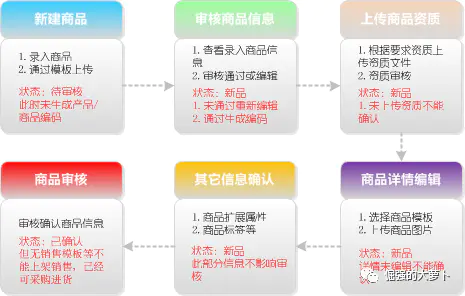 新建商品
1. 录入商品
2. 通过模板上传
状态：待审核
此时未生成产品/
商品编码
审核商品信息
1. 查看录入商品信
息
2. 审核通过或编辑
状态：新品
1. 未通过重新编辑
2. 通过生成编码
上传商品资质
1. 根据要求资质上
传资质文件
2. 资质审核
状态：新品
1. 未上传资质不能
确认
商品审核
审核确认商品信息
状态：已确认
但无销售模板等不
能上架销售，已经
可采购进货
其它信息确认
1. 商品扩展属性
2. 商品标签等
状态：新品
此部分信息不影响审
核
商品详情编辑
1. 选择商品模板
2. 上传商品图片
状态：新品
详情未编辑不能确
认
倔强的大萝卜